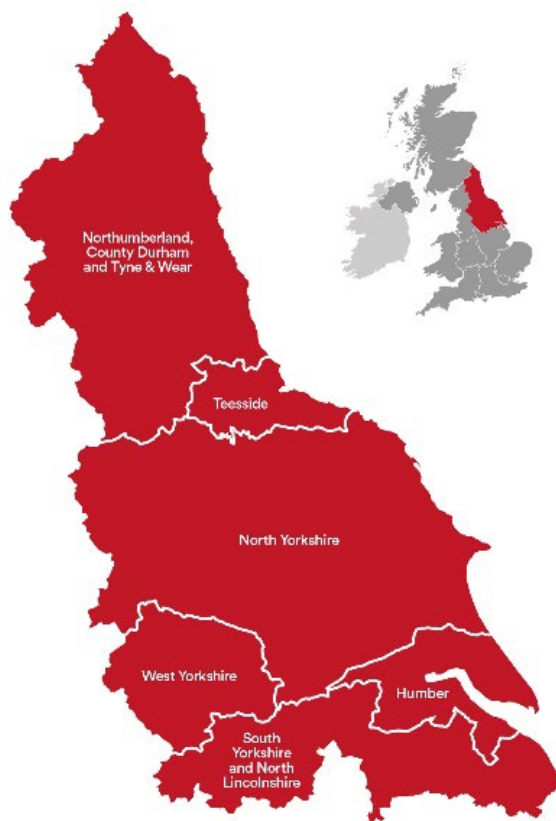 Northumberland,
County Durham
and Tyne & Wear
Teesside
North Yorkshire
West Yorkshire
Humber
South
Yorkshire
and North
Lincolnshire